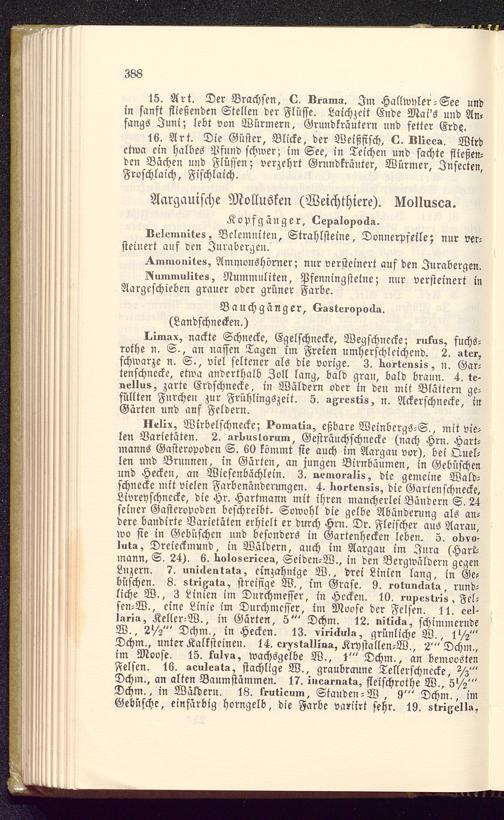 388
15. Art. Der Brachsen, C. Brama. Im Hallwyler-See und
in sanft fließenden Stellen der Flüsse. Laichzeit Ende Mai's und An-
fangs Juni; lebt von Würmern, Grundkräutern und fetter Erde.
16. Art. Die Güster, Blicke, der Weißfisch, C. Blicca. Wird
etwa ein halbes Pfund schwer; im See, in Teichen und sachte fließen-
den Bächen und Flüssen; verzehrt Grundkräuter, Würmer, Insecten,
Froschlaich, Fischlaich.
Aargauische Mollusken (Weichthiere). Mollusca.
Kopfgänger, Cepalopoda.
Belemnites, Belemniten, Strahlsteine, Donnerpfeile; nur ver-
steinert auf den Jurabergen.
Ammonites, Ammonshörner; nur versteinert auf den Jurabergen.
Nummulites, Nummuliten, Pfenningsteine; nur versteinert in
Aargeschieben grauer oder grüner Farbe.
Bauchgänger, Gasteropoda.
(Landschnecken.)
Limax, nackte Schnecke, Egelschnecke, Wegschnecke; rufus, fuchs-
rothe n. S., an nassen Tagen im Freien umherschleichend. 2. ater,
schwarze n. S., viel seltener als die vorige. 3. hortensis, n. Gar-
tenschnecke, etwa anderthalb Zoll lang, bald grau, bald braun. 4. te-
nellus, zarte Erdschnecke, in Wäldern oder in den mit Blättern ge-
füllten Furchen zur Frühlingszeit. 5. agrestis, n. Ackerschnecke, in
Gärten und auf Feldern.
Helix, Wirbelschnecke; Pomatia, eßbare Weinbergs-S., mit vie-
len Varietäten. 2. arbustorum, Gesträuchschnecke (nach Hrn. Hart-
manns Gasteropoden S. 60 kömmt sie auch im Aargau vor), bei Quel-
len und Brunnen, in Gärten, an jungen Birnbäumen, in Gebüschen
und Hecken, an Wiesenbächlein. 3. nemoralis, die gemeine Wald-
schnecke mit vielen Farbenänderungen. 4. hortensis, die Gartenschnecke,
Livreyschnecke, die Hr. Hartmann mit ihren mancherlei Bändern S. 24
seiner Gasteropoden beschreibt. Sowohl die gelbe Abänderung als an-
dere bandirte Varietäten erhielt er durch Hrn. Dr. Fleischer aus Aarau,
wo sie in Gebüschen und besonders in Gartenhecken leben. 5. obvo-
luta, Dreieckmund, in Wäldern, auch im Aargau im Jura (Hart-
mann, S. 24). 6. holosericea, Seiden-W., in den Bergwäldern gegen
Luzern. 7. unidentata, einzahnige W., drei Linien lang, in Ge-
büschen. 8. strigata, streifige W., im Grase. 9. rotundata, rund-
liche W., 3 Linien im Durchmesser, in Hecken. 10. rupestris, Fel-
sen-W., eine Linie im Durchmesser, im Moose der Felsen. 11. cel-
laria, Keller-W., in Gärten, 5''' Dchm. 12. nitida, schimmernde
W., 2½''' Dchm., in Hecken. 13. viridula, grünliche W., 1½'''
Dchm., unter Kalksteinen. 14. crystallina, Krystallen-W., 2''' Dchm.,
im Moose. 15. fulva, wachsgelbe W., 1''' Dchm., an bemoosten
Felsen. 16. aculeata, stachlige W., graubraune Tellerschnecke, ⅔'''
Dchm., an alten Baumstämmen. 17. incarnata, fleischrothe W., 5½'''
Dchm., in Wäldern. 18. fruticum, Stauden-W, 9''' Dchm., im
Gebüsche, einfärbig horngelb, die Farbe variirt sehr. 19. strigella,